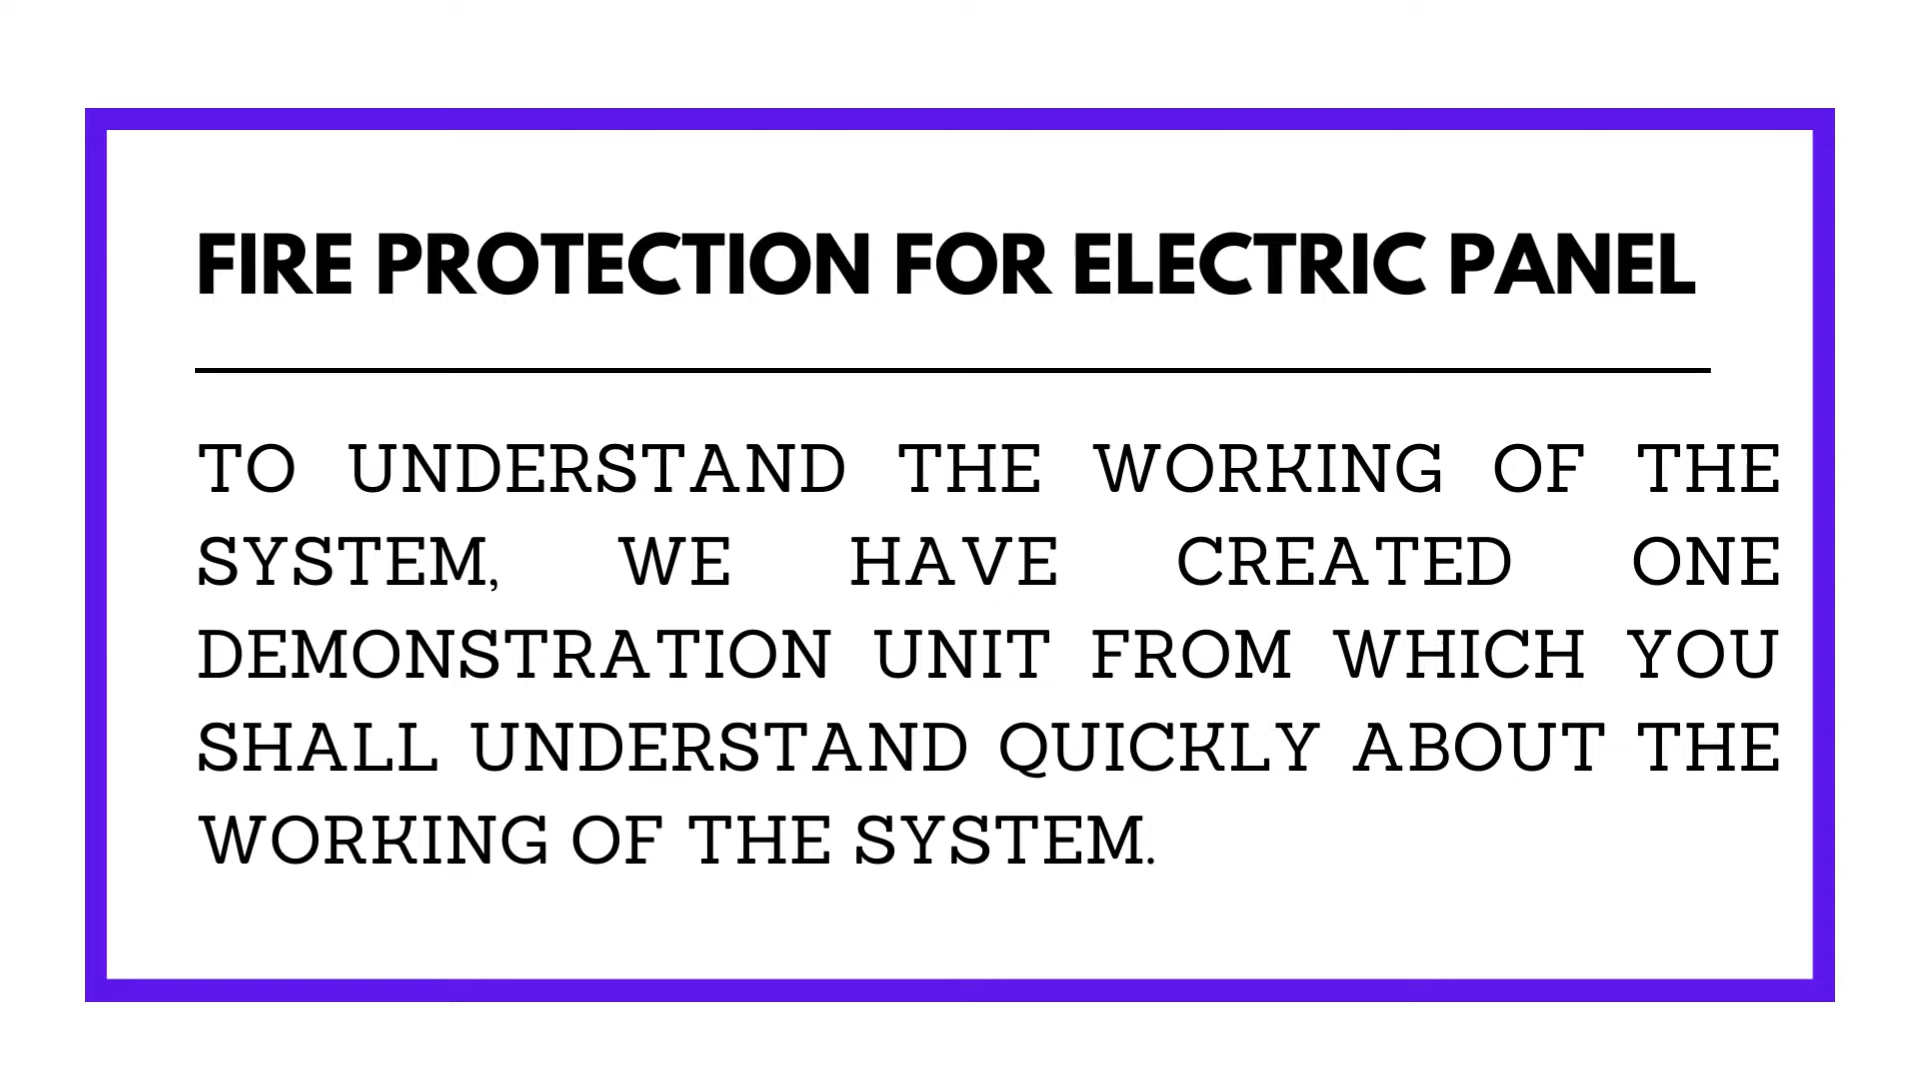 FIRE PROTECTION FOR ELECTRIC PANEL
TO UNDERSTAND THE WORKING OF THE
SYSTEM, WE HAVE CREATED ONE
DEMONSTRATION UNIT FROM WHICH YOU
SHALL UNDERSTAND QUICKLY ABOUT THE
WORKING OF THE SYSTEM.